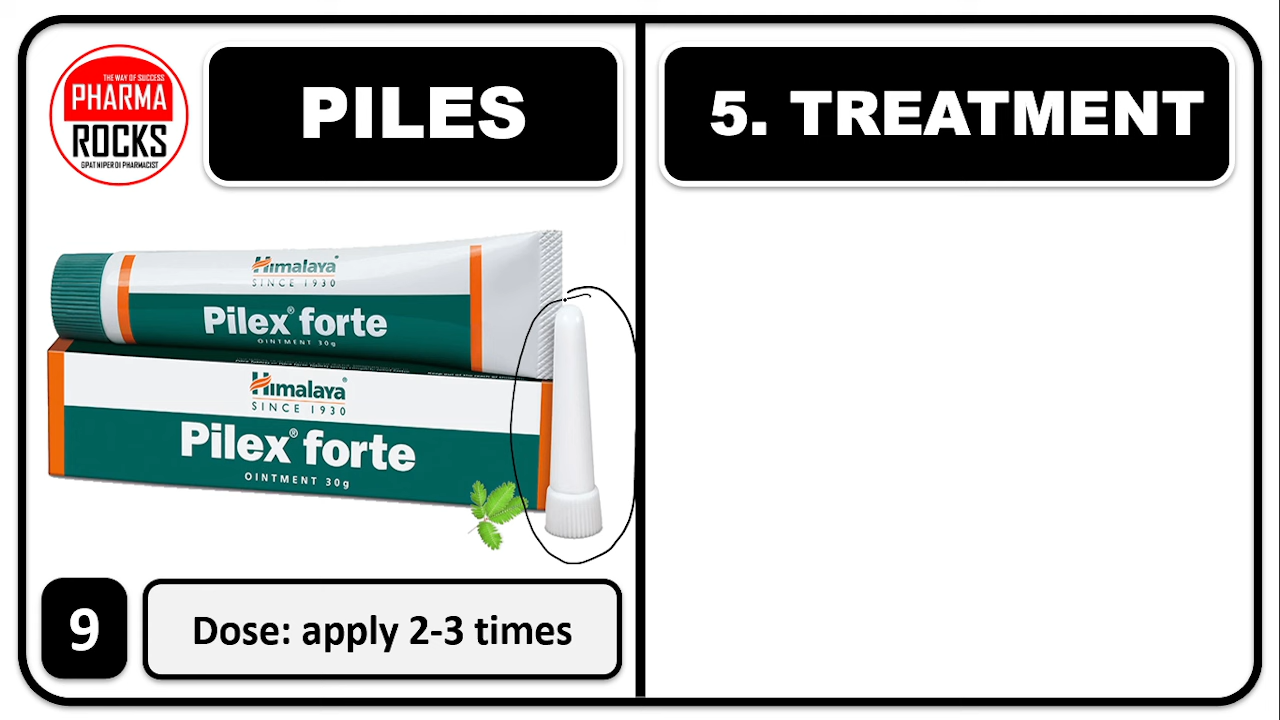 THE WAY OF SUCCESS
PHARMA
ROCKS
GPAT NIPER DI PHARMACIST
PILES
5. TREATMENT
Himalaya
SINCE 1930
Pilex® forte
OINTMENT 30g
Himalaya
SINCE 1930
Pilex® forte
OINTMENT 30g
9
Dose: apply 2-3 times